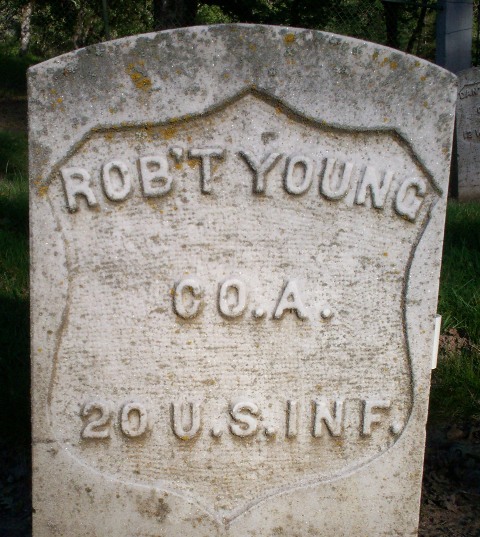 ROB'T YOUNG
CO. A.
20 U.S. INF.